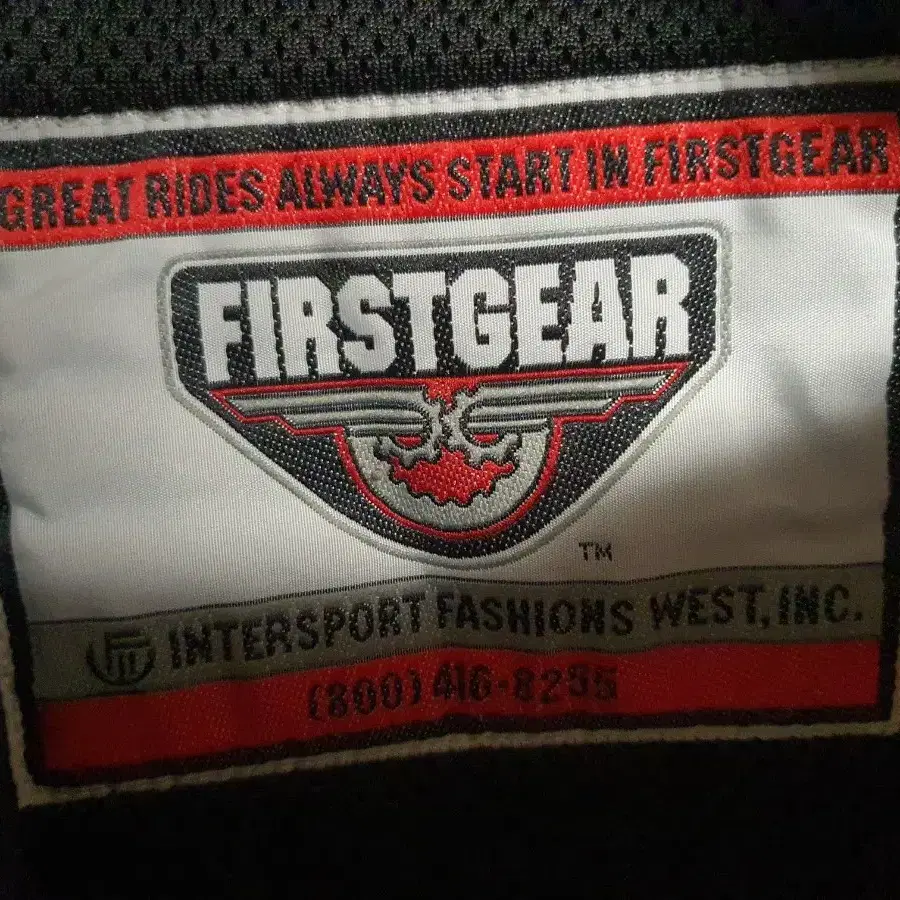 GREAT RIDES ALWAYS START IN FIRSTGEAR
FIRSTGEAR
TM
INTERSPORT FASHIONS WEST, INC.
(800) 416-8255